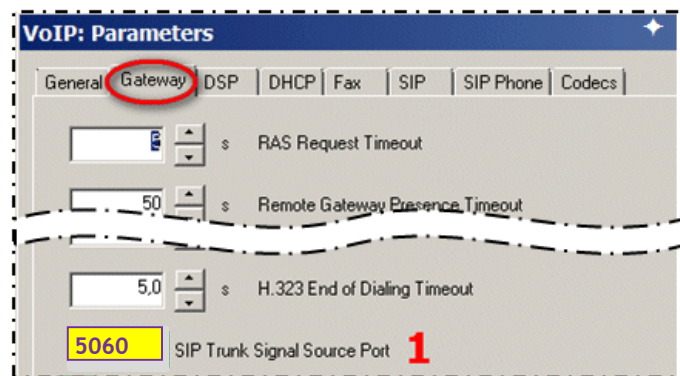 VoIP: Parameters
General Gateway DSP DHCP Fax SIP SIP Phone Codecs
s RAS Request Timeout
50 s Remote Gateway Presence Timeout
5,0 s H.323 End of Dialing Timeout
5060 SIP Trunk Signal Source Port 1